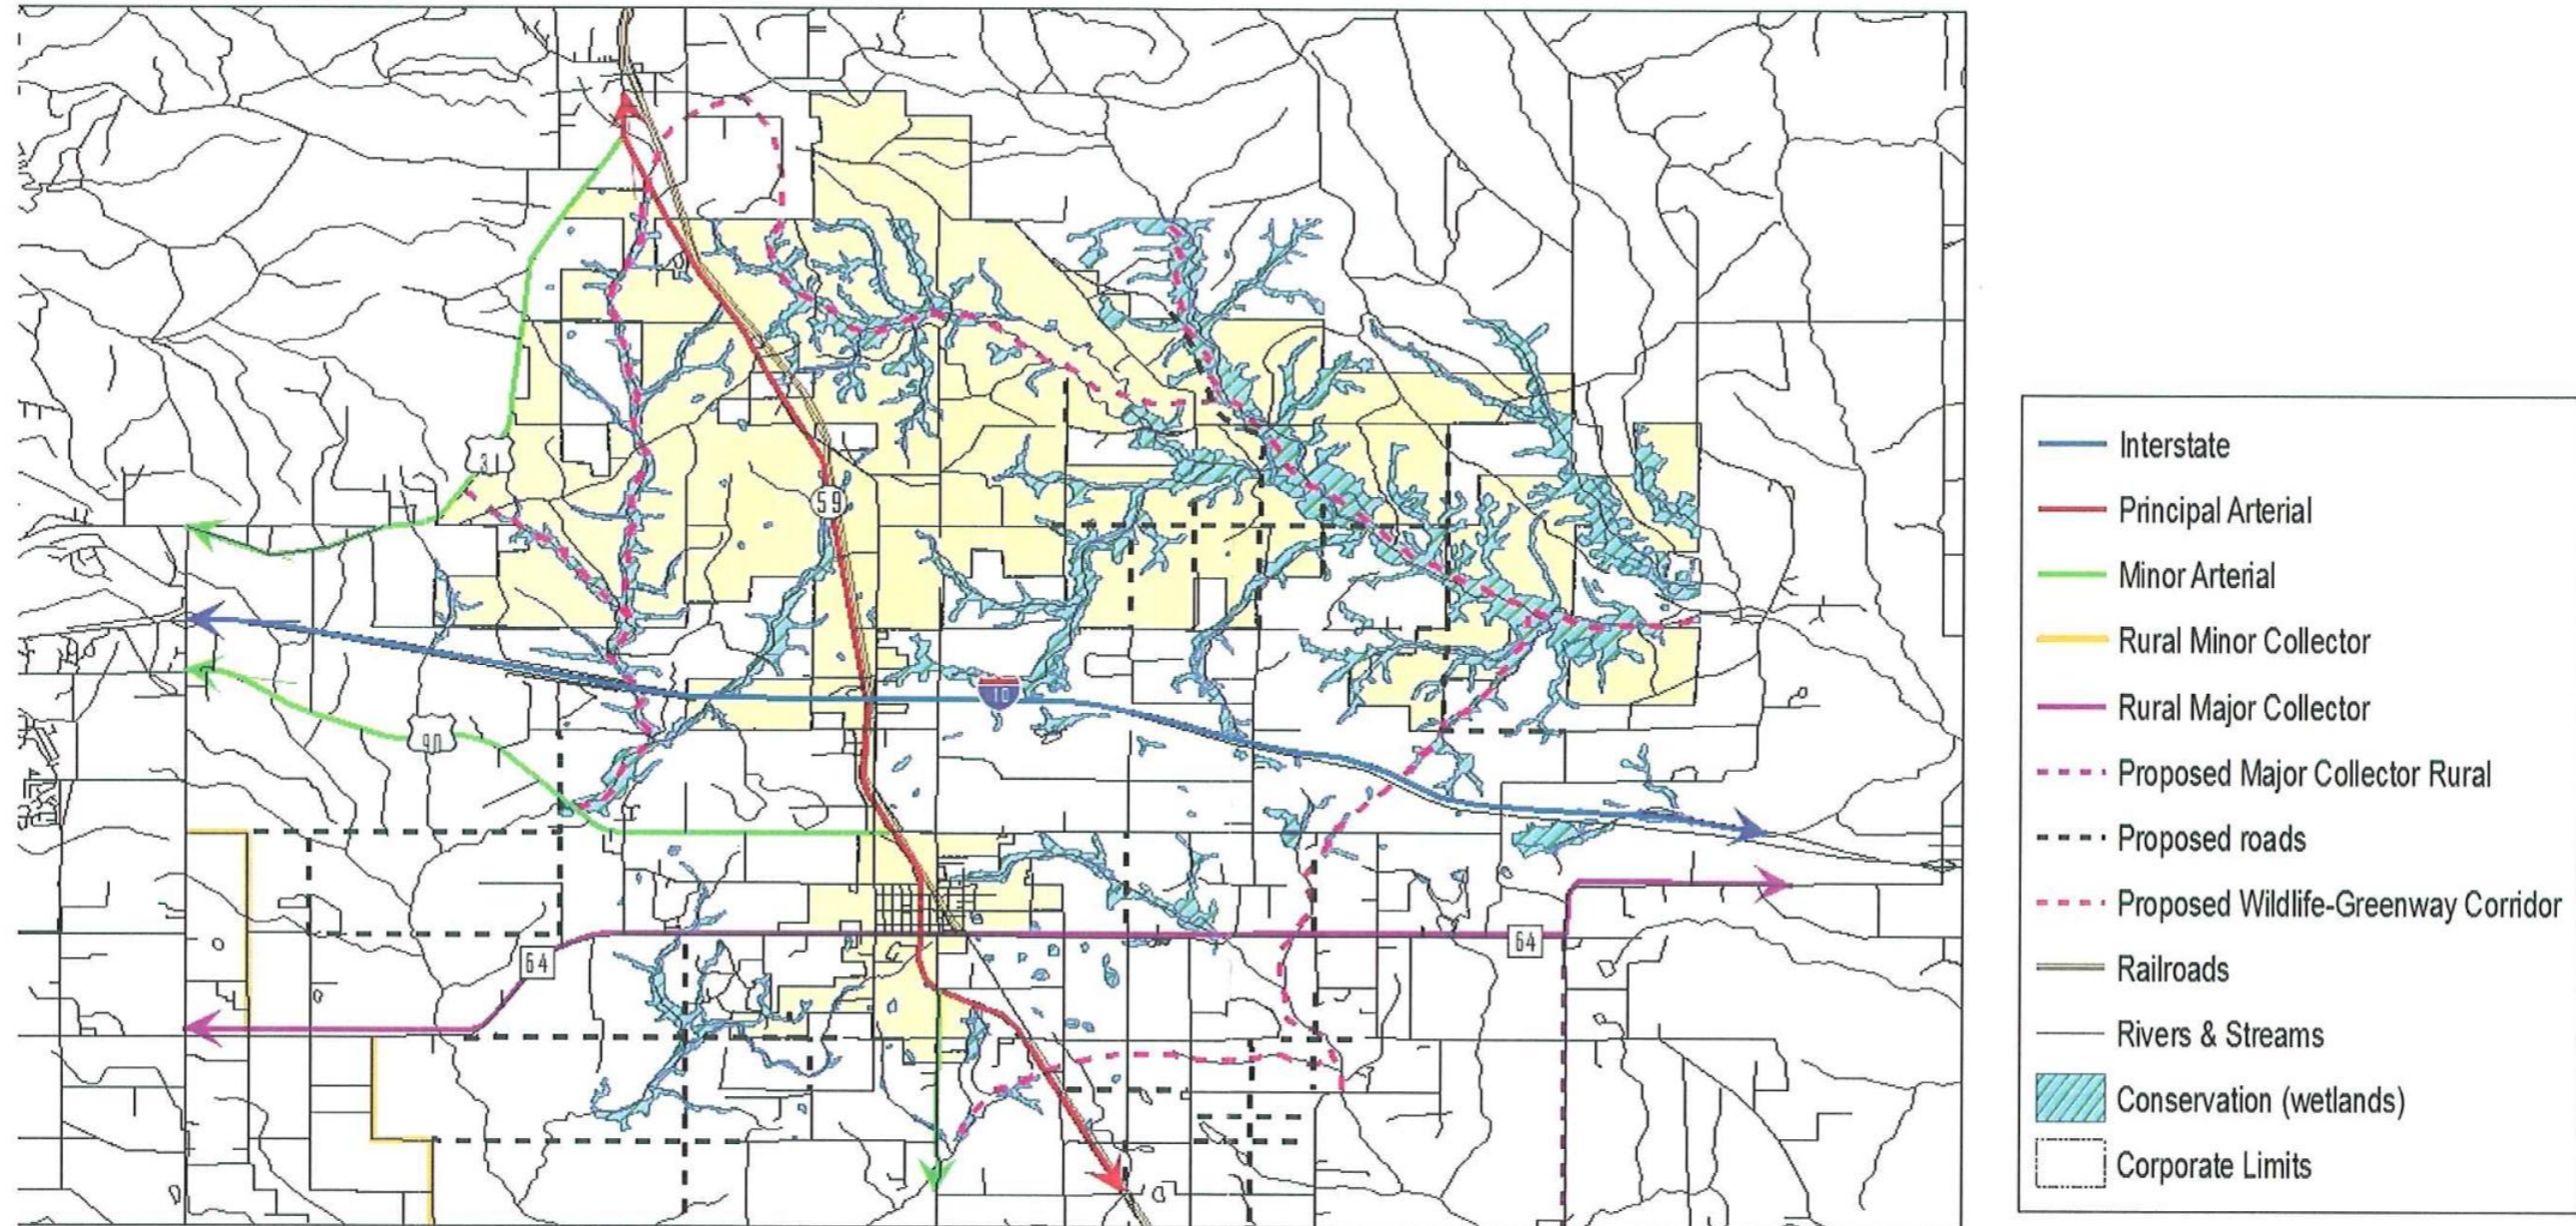 31
59
10
90
64
64
Interstate
Principal Arterial
Minor Arterial
Rural Minor Collector
Rural Major Collector
Proposed Major Collector Rural
Proposed roads
Proposed Wildlife-Greenway Corridor
Railroads
Rivers & Streams
Conservation (wetlands)
Corporate Limits